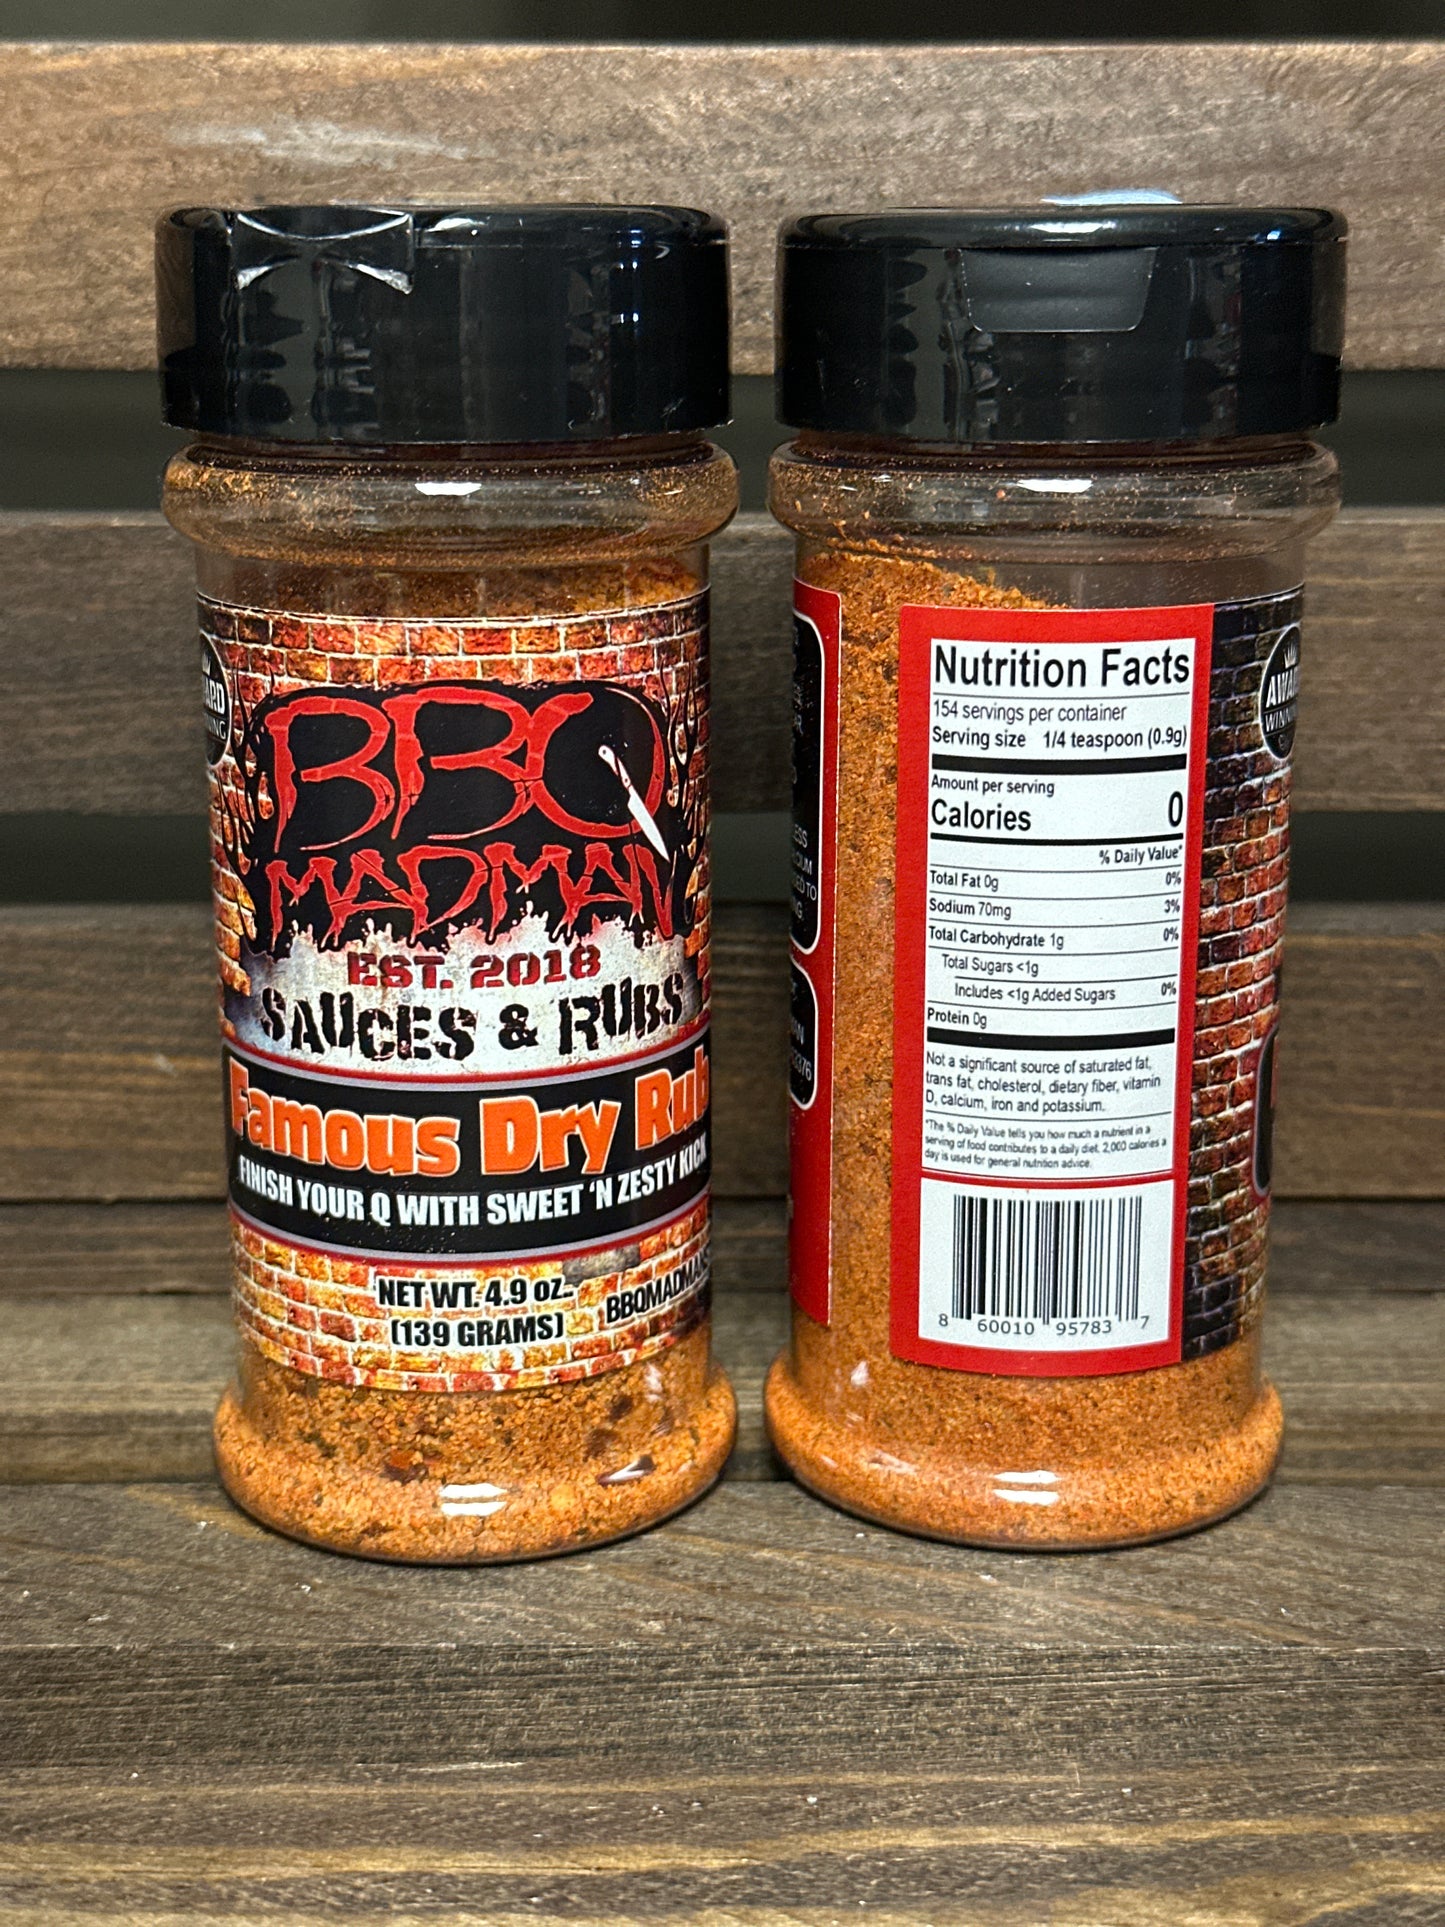 BBQ
MADMAN
EST. 2018
SAUCES & RUBS
Famous Dry Rub
FINISH YOUR Q WITH SWEET 'N ZESTY KICK
NET WT. 4.9 OZ.
(139 GRAMS)
Nutrition Facts
154 servings per container
Serving size 1/4 teaspoon (0.9g)
Amount per serving
Calories 0
% Daily Value*
Total Fat 0g 0%
Sodium 70mg 3%
Total Carbohydrate 1g 0%
Total Sugars <1g
Includes <1g Added Sugars 0%
Protein 0g
Not a significant source of saturated fat,
trans fat, cholesterol, dietary fiber, vitamin
D, calcium, iron and potassium.
*The % Daily Value tells you how much a nutrient in a
serving of food contributes to a daily diet. 2,000 calories a
day is used for general nutrition advice.
8 60010 95783 7